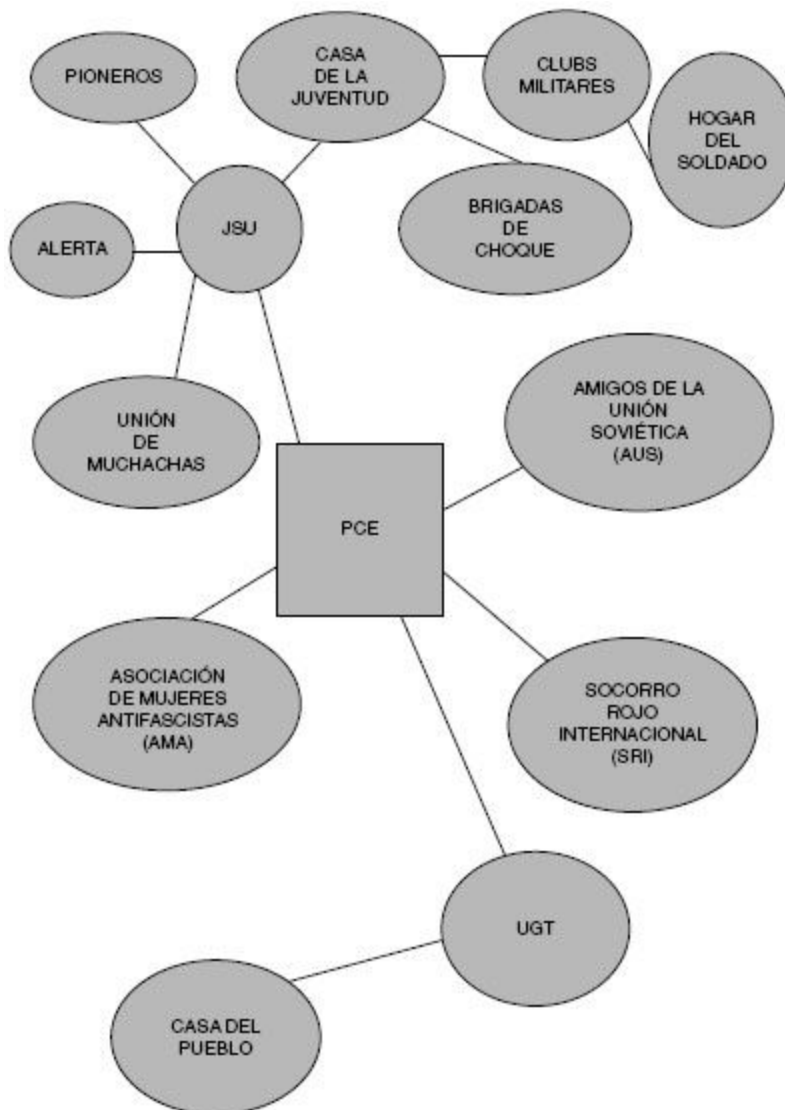 PIONEROS
CASA
DE LA
JUVENTUD
CLUBS
MILITARES
HOGAR
DEL
SOLDADO
ALERTA
JSU
BRIGADAS
DE
CHOQUE
UNIÓN
DE
MUCHACHAS
AMIGOS DE LA
UNIÓN
SOVIÉTICA
(AUS)
PCE
ASOCIACIÓN
DE MUJERES
ANTIFASCISTAS
(AMA)
SOCORRO
ROJO
INTERNACIONAL
(SRI)
UGT
CASA DEL
PUEBLO